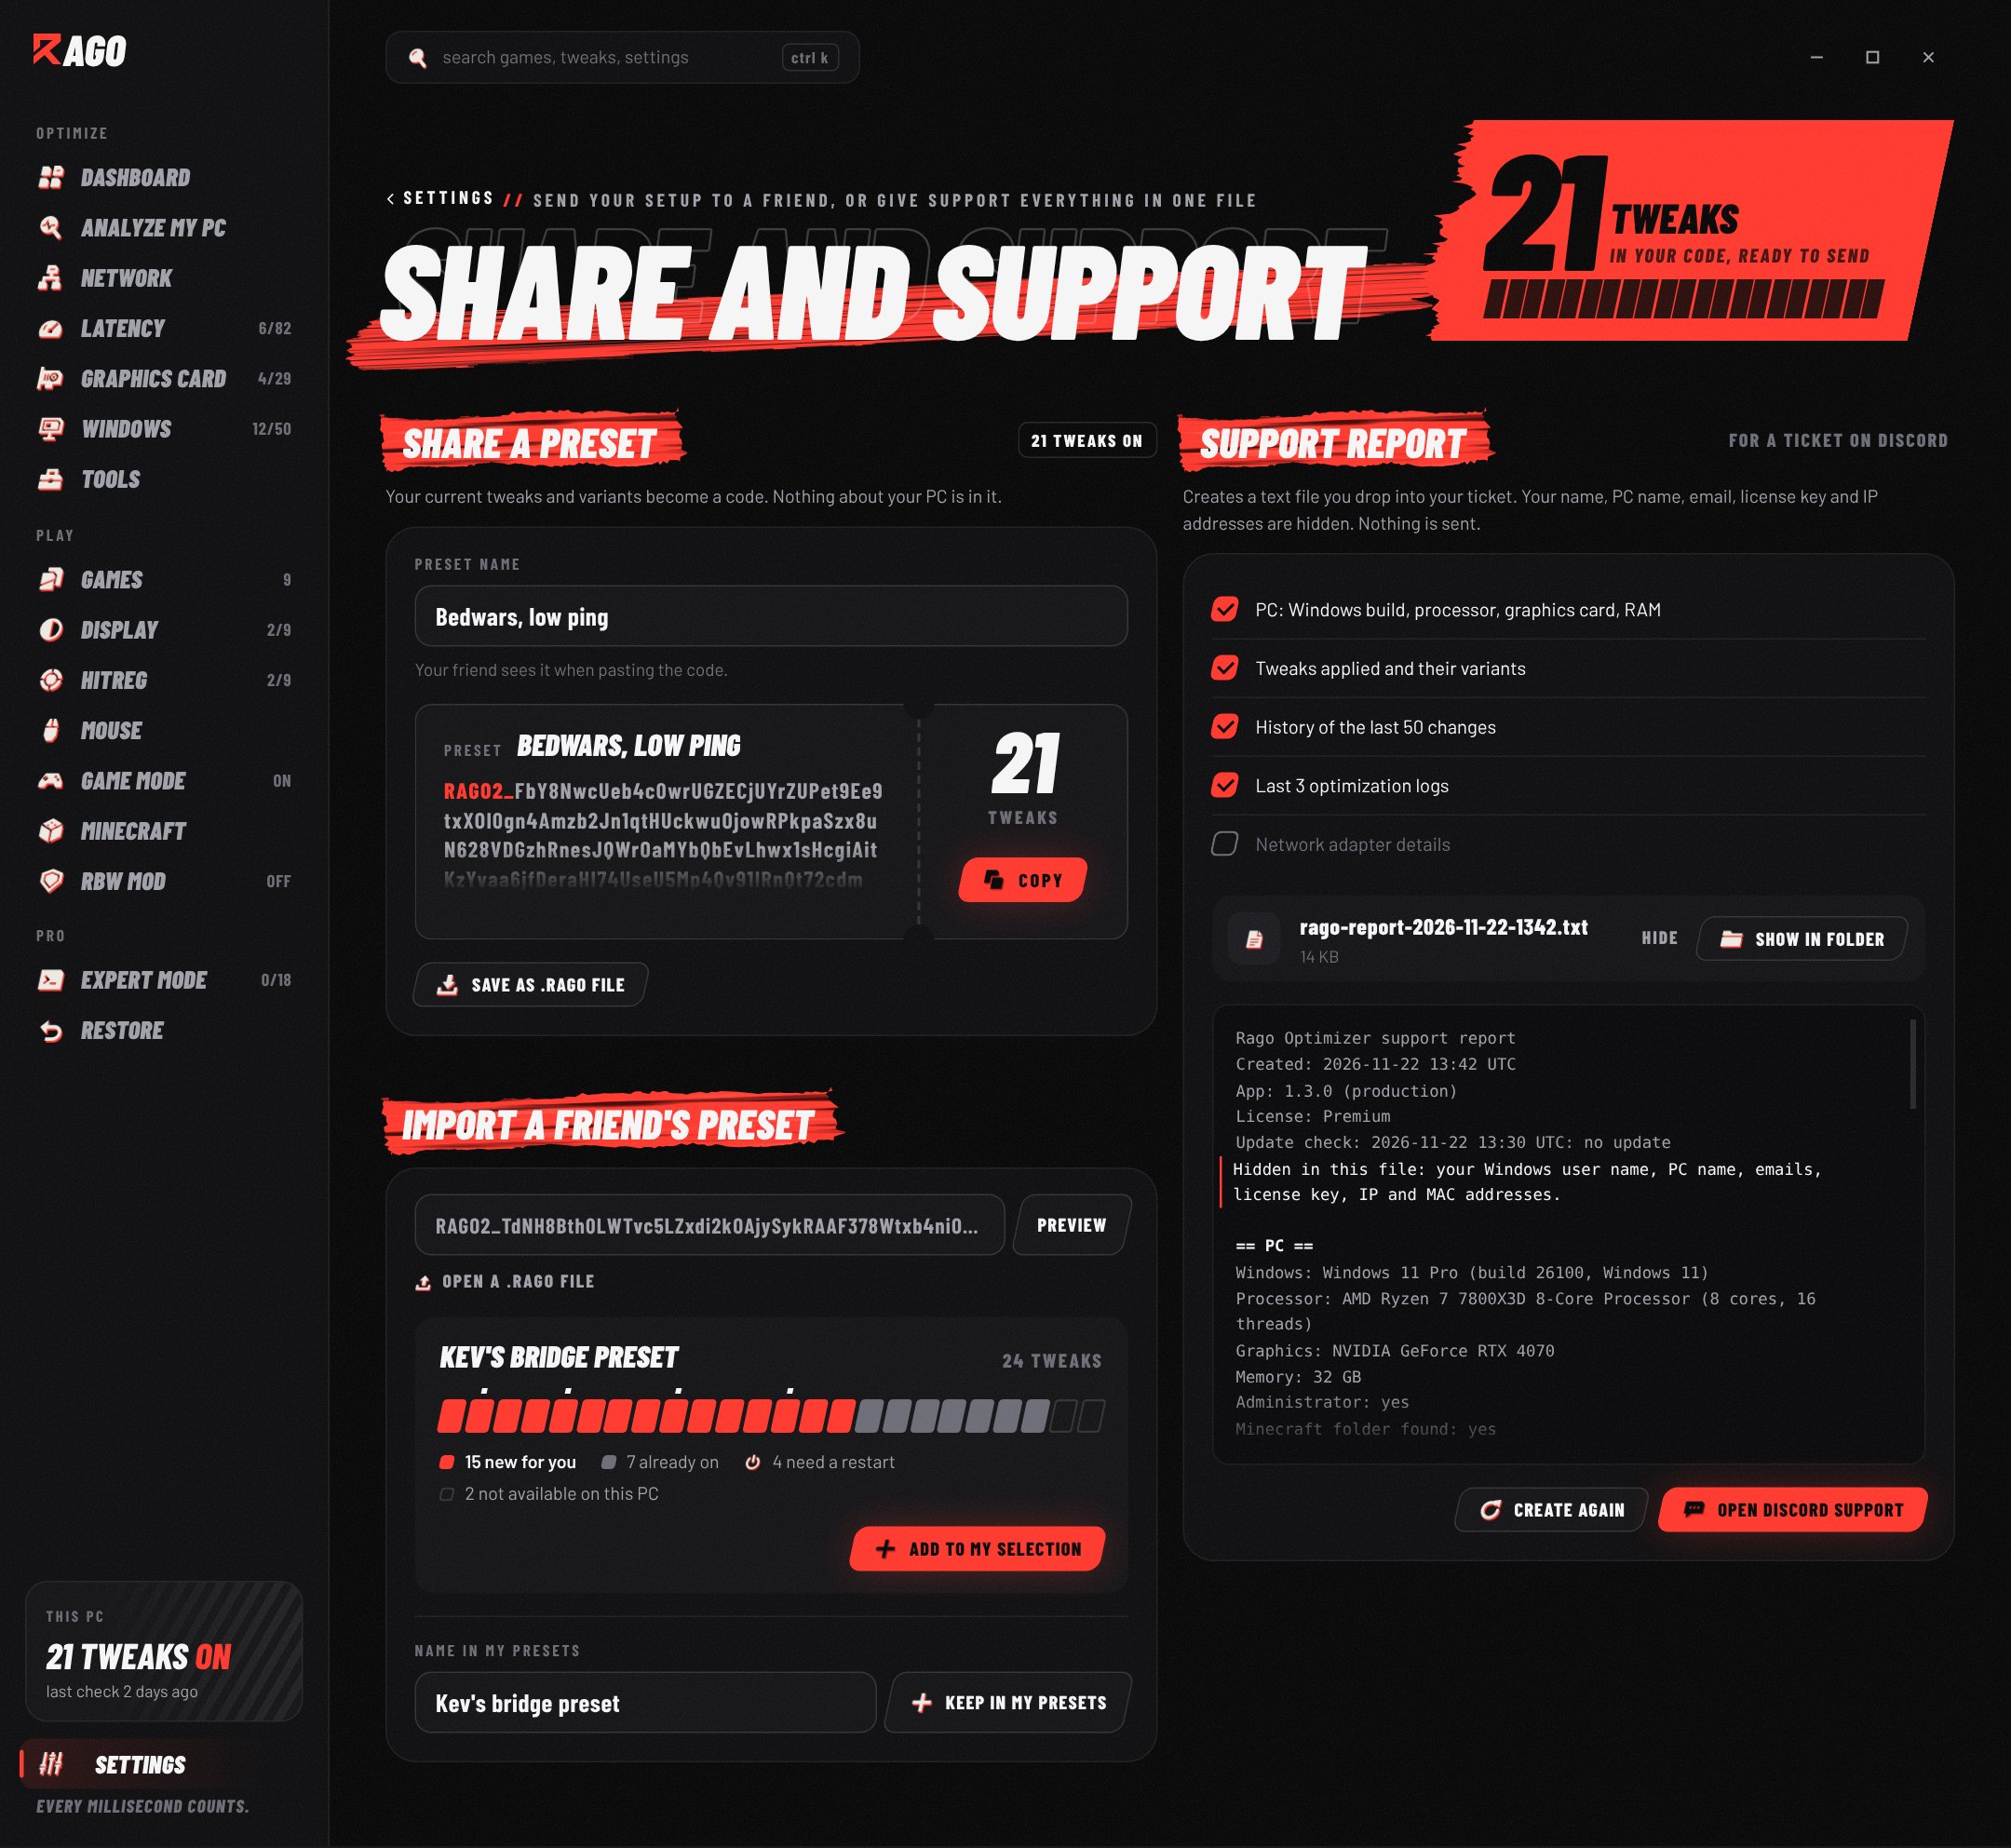 RAGO
OPTIMIZE
DASHBOARD
ANALYZE MY PC
NETWORK
LATENCY 6/82
GRAPHICS CARD 4/29
WINDOWS 12/50
TOOLS
PLAY
GAMES 9
DISPLAY 2/9
HITREG 2/9
MOUSE
GAME MODE ON
MINECRAFT
RBW MOD OFF
PRO
EXPERT MODE 0/18
RESTORE
THIS PC
21 TWEAKS ON
last check 2 days ago
SETTINGS
EVERY MILLISECOND COUNTS.
search games, tweaks, settings ctrl k
SETTINGS // SEND YOUR SETUP TO A FRIEND, OR GIVE SUPPORT EVERYTHING IN ONE FILE
SHARE AND SUPPORT
21 TWEAKS
IN YOUR CODE, READY TO SEND
SHARE A PRESET 21 TWEAKS ON
Your current tweaks and variants become a code. Nothing about your PC is in it.
PRESET NAME
Bedwars, low ping
Your friend sees it when pasting the code.
PRESET BEDWARS, LOW PING
RAGO2_FbY8NwcUeb4cOwrUGZECjUYrZUPet9Ee9
txXOI0gn4Amzb2Jn1qtHUckwuOjowRPkpaSzx8u
N628VDGzhRnesJQWrOaMYbQbEvLhwx1sHcgiAit
KzYvaa6jfDeraHI74UseU5Mp4Qv91IRnQt72cdm
21
TWEAKS
COPY
SAVE AS .RAGO FILE
IMPORT A FRIEND'S PRESET
RAGO2_TdNH8BthOLWTvc5LZxdi2kOAjySykRAAF378Wtxb4niO...
PREVIEW
OPEN A .RAGO FILE
KEV'S BRIDGE PRESET 24 TWEAKS
15 new for you 7 already on 4 need a restart
2 not available on this PC
ADD TO MY SELECTION
NAME IN MY PRESETS
Kev's bridge preset
KEEP IN MY PRESETS
SUPPORT REPORT FOR A TICKET ON DISCORD
Creates a text file you drop into your ticket. Your name, PC name, email, license key and IP
addresses are hidden. Nothing is sent.
PC: Windows build, processor, graphics card, RAM
Tweaks applied and their variants
History of the last 50 changes
Last 3 optimization logs
Network adapter details
rago-report-2026-11-22-1342.txt
14 KB
HIDE
SHOW IN FOLDER
Rago Optimizer support report
Created: 2026-11-22 13:42 UTC
App: 1.3.0 (production)
License: Premium
Update check: 2026-11-22 13:30 UTC: no update
Hidden in this file: your Windows user name, PC name, emails,
license key, IP and MAC addresses.
== PC ==
Windows: Windows 11 Pro (build 26100, Windows 11)
Processor: AMD Ryzen 7 7800X3D 8-Core Processor (8 cores, 16
threads)
Graphics: NVIDIA GeForce RTX 4070
Memory: 32 GB
Administrator: yes
Minecraft folder found: yes
CREATE AGAIN
OPEN DISCORD SUPPORT